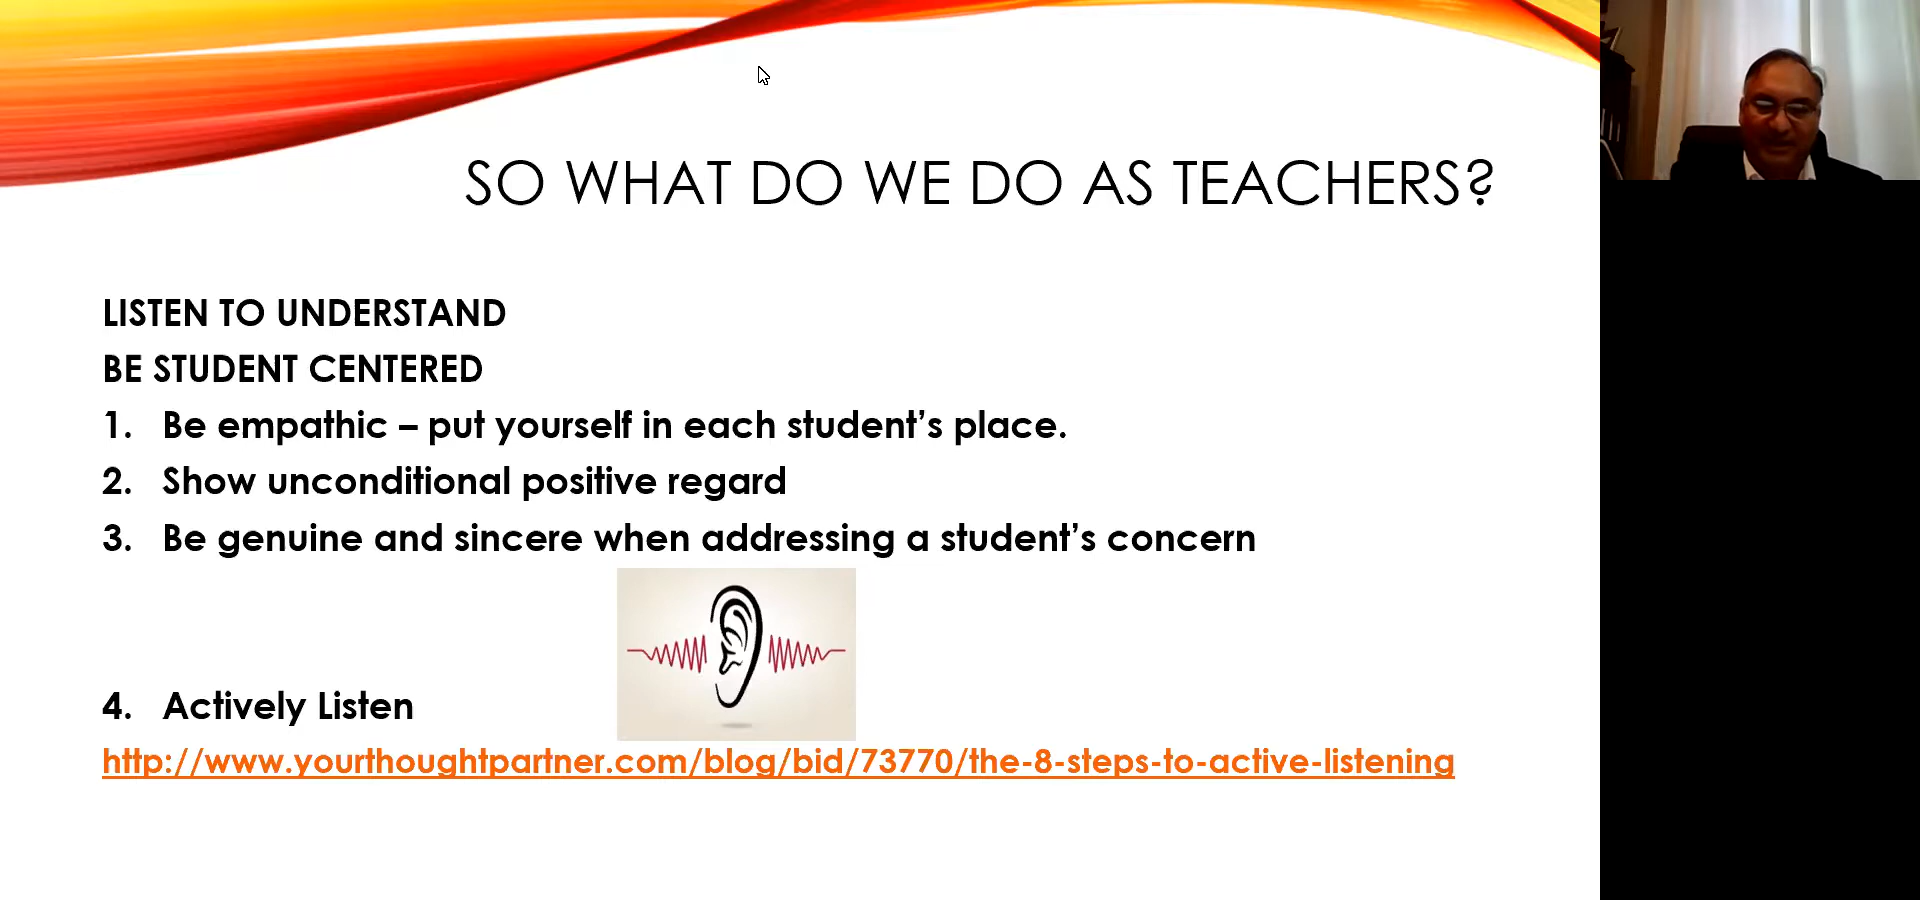 SO WHAT DO WE DO AS TEACHERS?
LISTEN TO UNDERSTAND
BE STUDENT CENTERED
1. Be empathic – put yourself in each student’s place.
2. Show unconditional positive regard
3. Be genuine and sincere when addressing a student’s concern
4. Actively Listen
http://www.yourthoughtpartner.com/blog/bid/73770/the-8-steps-to-active-listening